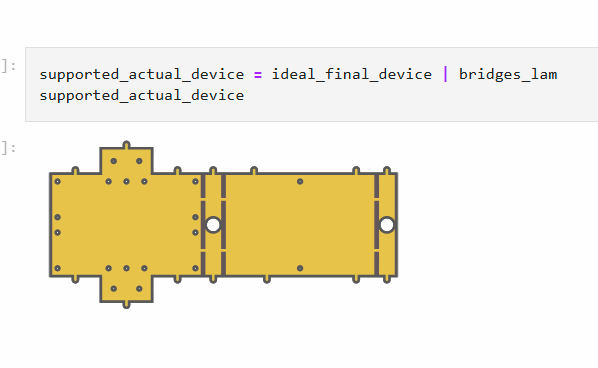 ]:
supported_actual_device = ideal_final_device | bridges_lam
supported_actual_device
]: